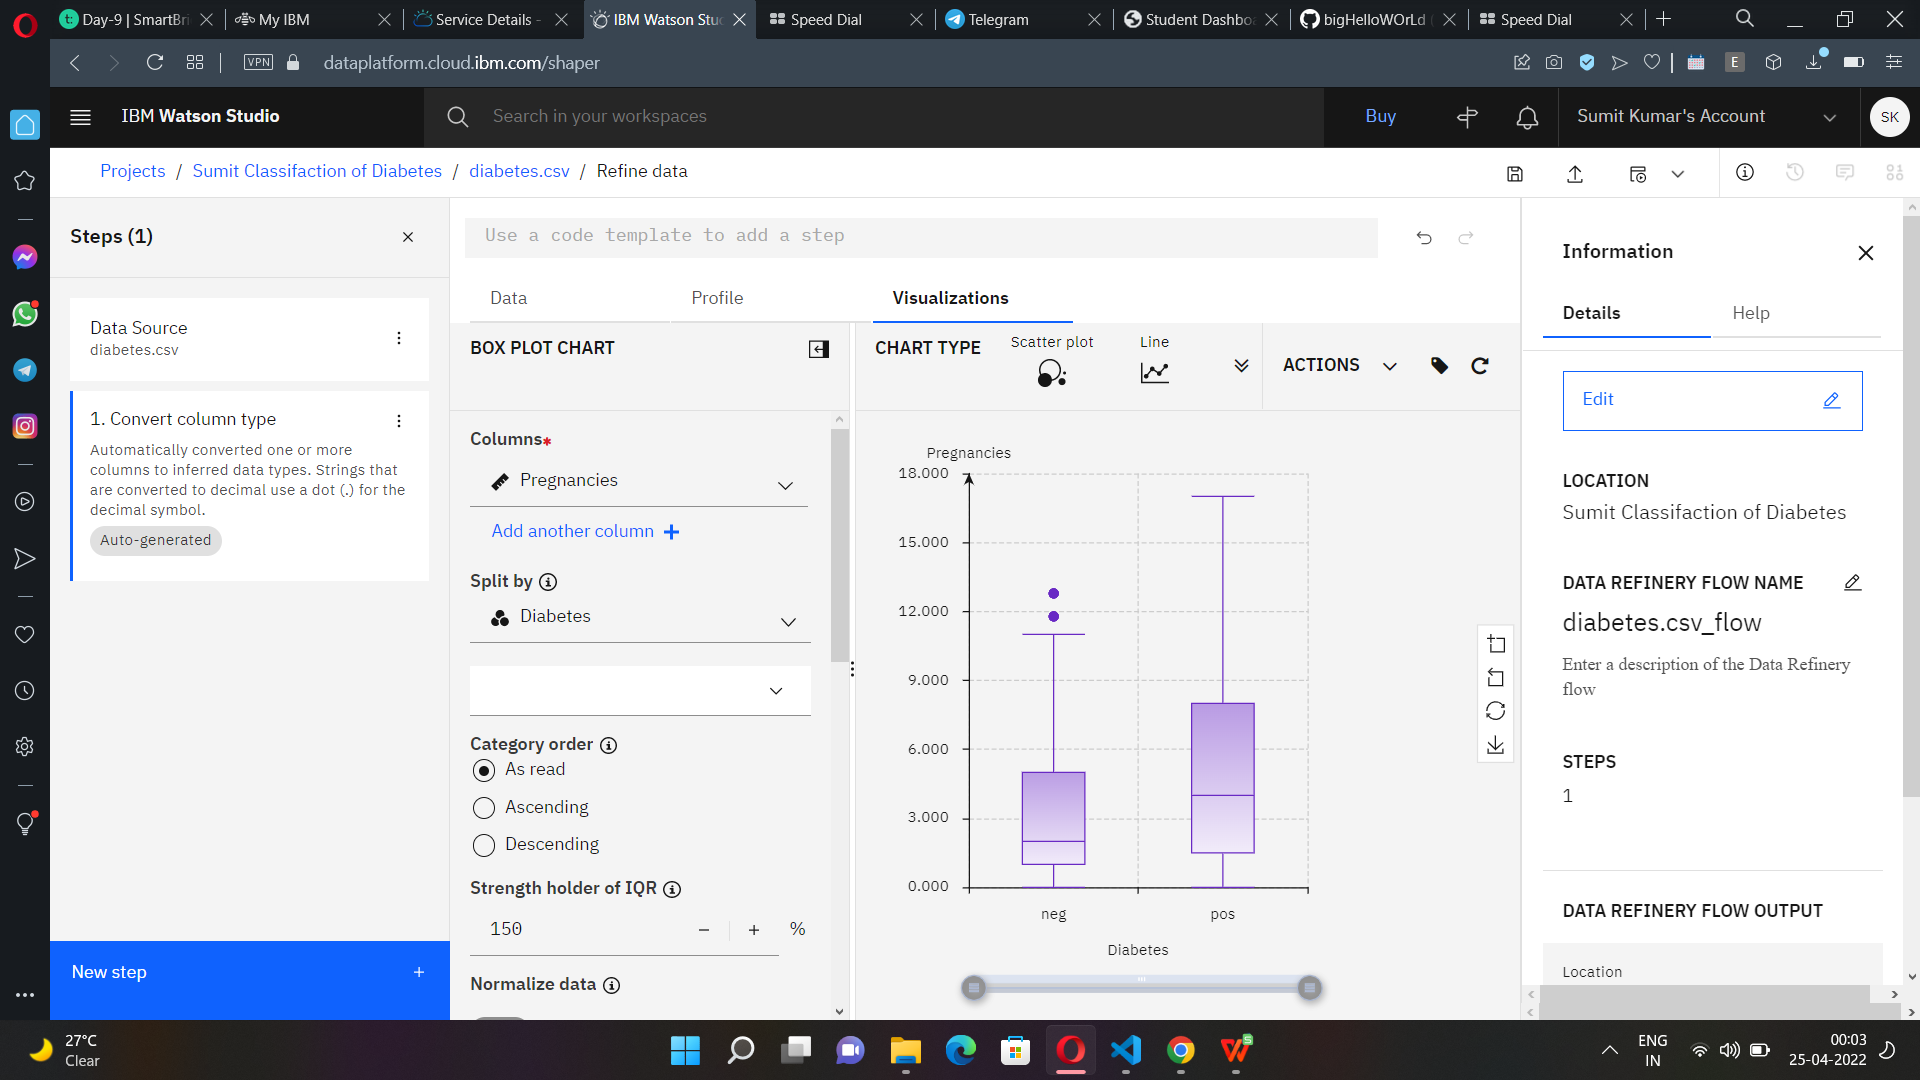 Day-9 | SmartBri
My IBM
Service Details -
IBM Watson Stud
Speed Dial
Telegram
Student Dashboa
bigHelloWOrLd (
Speed Dial
VPN
dataplatform.cloud.ibm.com/shaper
E
IBM Watson Studio
Search in your workspaces
Buy
Sumit Kumar's Account
SK
Projects / Sumit Classifaction of Diabetes / diabetes.csv / Refine data
Steps (1)
Data Source
diabetes.csv
1. Convert column type
Automatically converted one or more
columns to inferred data types. Strings that
are converted to decimal use a dot (.) for the
decimal symbol.
Auto-generated
New step +
Use a code template to add a step
Data
Profile
Visualizations
BOX PLOT CHART
Columns*
Pregnancies
Add another column +
Split by
Diabetes
Category order
As read
Ascending
Descending
Strength holder of IQR
150 − + %
Normalize data
CHART TYPE
Scatter plot
Line
ACTIONS
Pregnancies
18.000
15.000
12.000
9.000
6.000
3.000
0.000
neg
pos
Diabetes
Information
Details
Help
Edit
LOCATION
Sumit Classifaction of Diabetes
DATA REFINERY FLOW NAME
diabetes.csv_flow
Enter a description of the Data Refinery
flow
STEPS
1
DATA REFINERY FLOW OUTPUT
Location
27°C
Clear
ENG
IN
00:03
25-04-2022